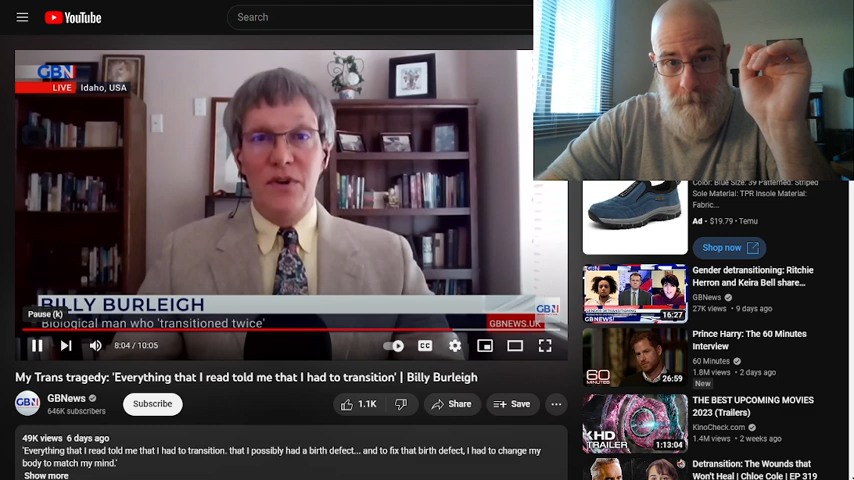 YouTube
Search
GBN
LIVE Idaho, USA
BILLY BURLEIGH
Biological man who 'transitioned twice'
GBN
GBNEWS.UK
Pause (k)
8:04 / 10:05
CC
My Trans tragedy: 'Everything that I read told me that I had to transition' | Billy Burleigh
GBN
GBNews
646K subscribers
Subscribe
1.1K
Share
Save
49K views 6 days ago
'Everything that I read told me that I had to transition. that I possibly had a birth defect... and to fix that birth defect, I had to change my
body to match my mind.'
Show more
Color: Blue Size: 39 Patterned: Striped
Sole Material: TPR Insole Material:
Fabric...
Ad • $19.79 • Temu
Shop now
GBNEWS
16:27
Gender detransitioning: Ritchie
Herron and Keira Bell share...
GBNews
27K views • 9 days ago
60
MINUTES
26:59
Prince Harry: The 60 Minutes
Interview
60 Minutes
1.8M views • 2 days ago
New
KHD
TRAILER
1:13:04
THE BEST UPCOMING MOVIES
2023 (Trailers)
KinoCheck.com
1.4M views • 2 weeks ago
Detransition: The Wounds that
Won't Heal | Chloe Cole | EP 319